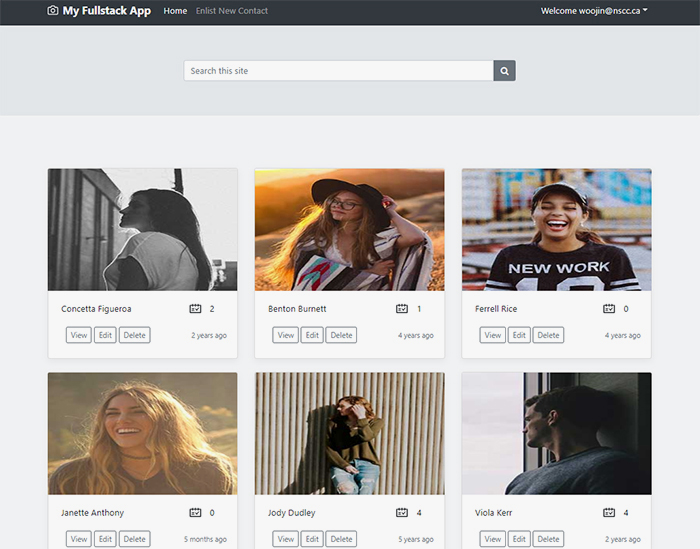 My Fullstack App Home Enlist New Contact Welcome woojin@nscc.ca
Search this site
NEW WORK
Concetta Figueroa 2
View Edit Delete 2 years ago
Benton Burnett 1
View Edit Delete 4 years ago
Ferrell Rice 0
View Edit Delete 4 years ago
Janette Anthony 0
View Edit Delete 5 months ago
Jody Dudley 4
View Edit Delete 5 years ago
Viola Kerr 4
View Edit Delete 2 years ago